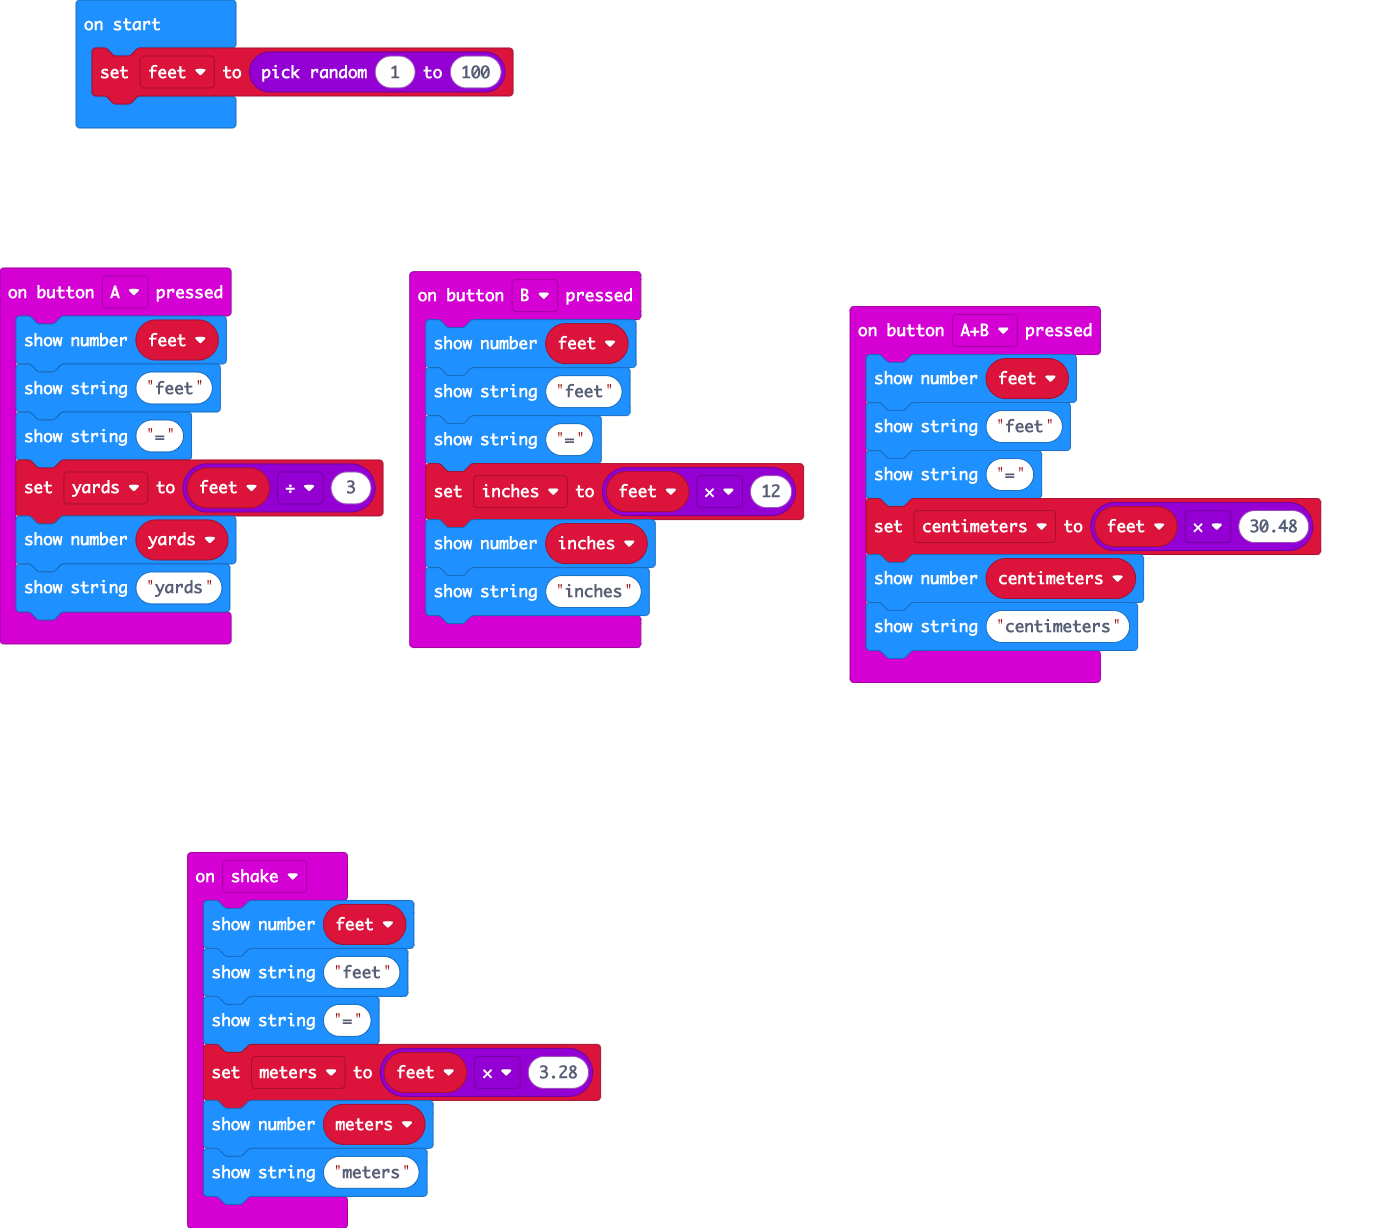 on start
set feet to pick random 1 to 100
on button A pressed
show number feet
show string "feet"
show string "="
set yards to feet ÷ 3
show number yards
show string "yards"
on button B pressed
show number feet
show string "feet"
show string "="
set inches to feet × 12
show number inches
show string "inches"
on button A+B pressed
show number feet
show string "feet"
show string "="
set centimeters to feet × 30.48
show number centimeters
show string "centimeters"
on shake
show number feet
show string "feet"
show string "="
set meters to feet × 3.28
show number meters
show string "meters"